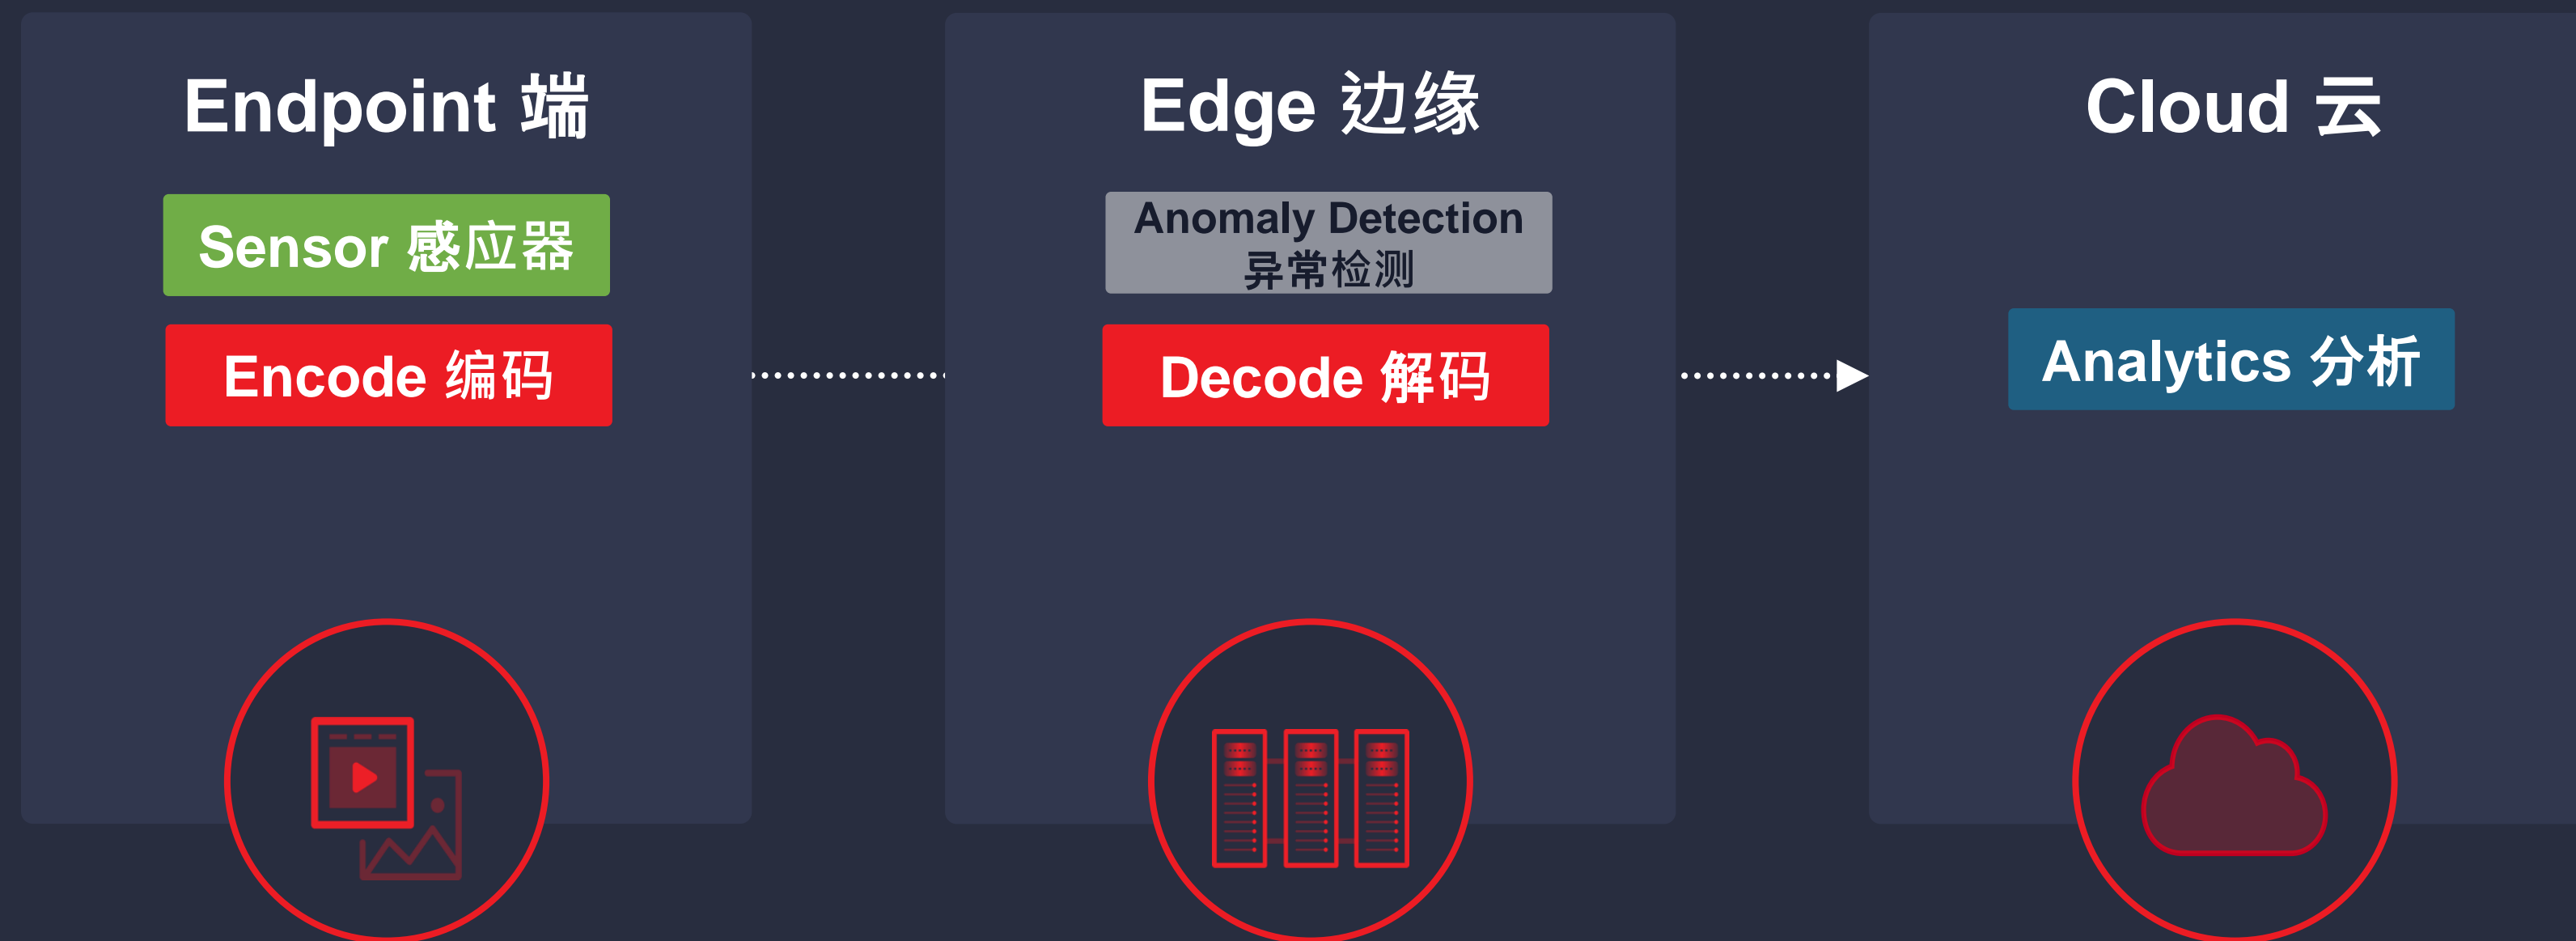 Endpoint 端
Sensor 感应器
Encode 编码
Edge 边缘
Anomaly Detection
异常检测
Decode 解码
Cloud 云
Analytics 分析